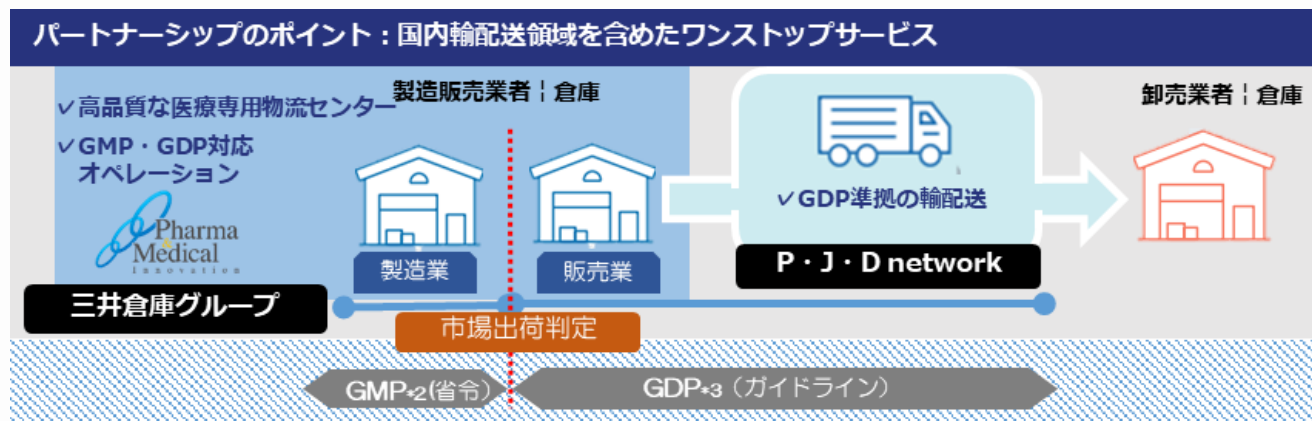 パートナーシップのポイント：国内輸配送領域を含めたワンストップサービス
✓高品質な医療専用物流センター
✓GMP・GDP対応
オペレーション
Pharma
Medical
Innovation
製造販売業者¦倉庫
製造業
販売業
✓GDP準拠の輸配送
P・J・D network
卸売業者¦倉庫
三井倉庫グループ
市場出荷判定
GMP*2(省令)
GDP*3（ガイドライン）